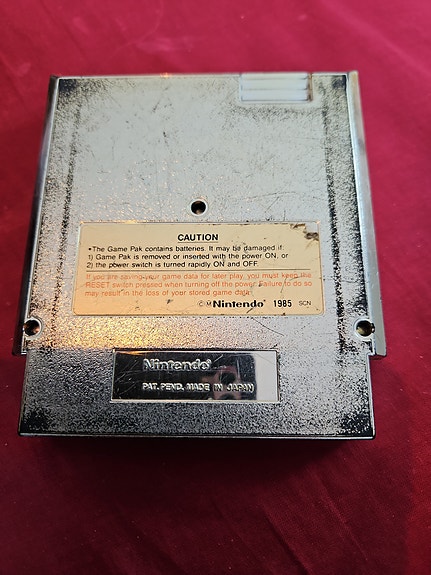 CAUTION
•The Game Pak contains batteries. It may be damaged if:
1) Game Pak is removed or inserted with the power ON, or
2) the power switch is turned rapidly ON and OFF.
If you are saving your game data for later play, you must keep the
RESET switch pressed when turning off the power. Failure to do so
may result in the loss of your stored game data.
©M Nintendo® 1985 SCN
Nintendo®
PAT. PEND. MADE IN JAPAN